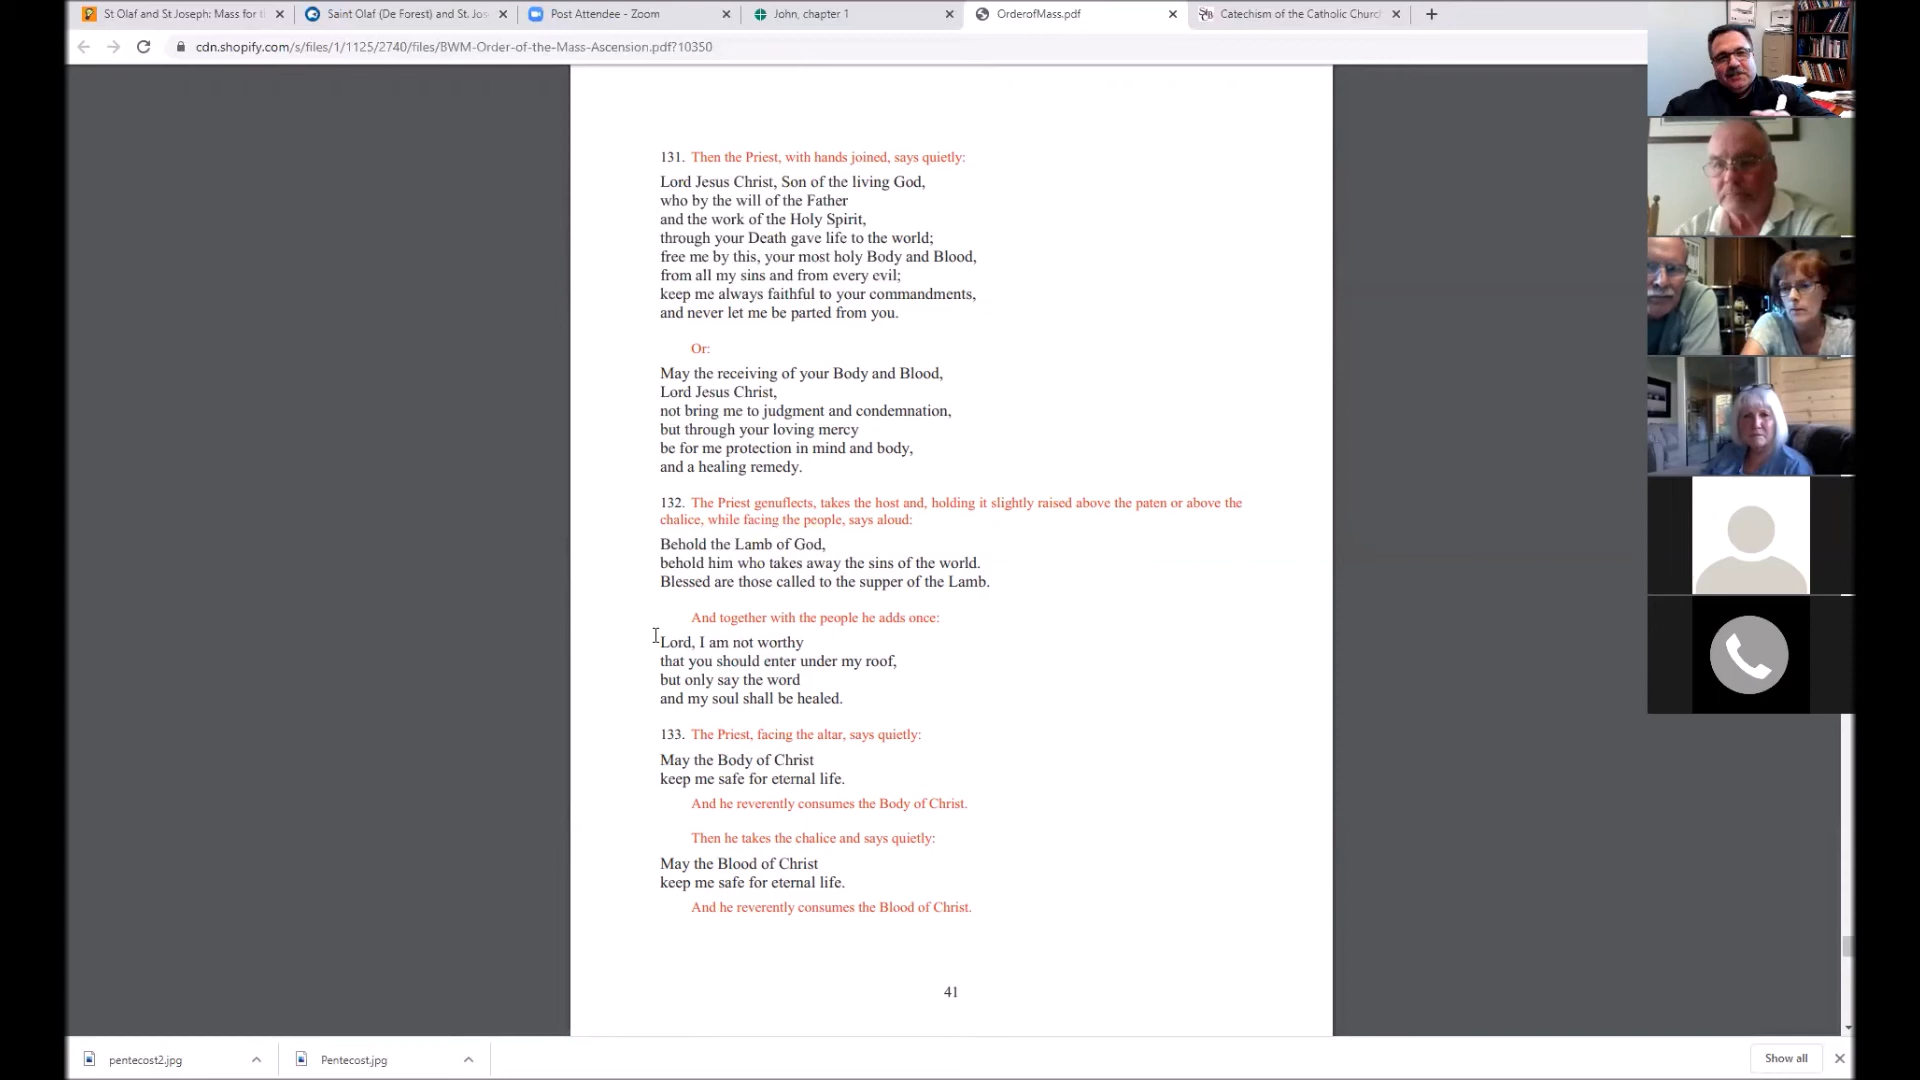 St Olaf and St Joseph: Mass for t
Saint Olaf (De Forest) and St. Jos
Post Attendee - Zoom
John, chapter 1
OrderofMass.pdf
Catechism of the Catholic Churc
cdn.shopify.com/s/files/1/1125/2740/files/BWM-Order-of-the-Mass-Ascension.pdf?10350
131. Then the Priest, with hands joined, says quietly:
Lord Jesus Christ, Son of the living God,
who by the will of the Father
and the work of the Holy Spirit,
through your Death gave life to the world;
free me by this, your most holy Body and Blood,
from all my sins and from every evil;
keep me always faithful to your commandments,
and never let me be parted from you.
Or:
May the receiving of your Body and Blood,
Lord Jesus Christ,
not bring me to judgment and condemnation,
but through your loving mercy
be for me protection in mind and body,
and a healing remedy.
132. The Priest genuflects, takes the host and, holding it slightly raised above the paten or above the
chalice, while facing the people, says aloud:
Behold the Lamb of God,
behold him who takes away the sins of the world.
Blessed are those called to the supper of the Lamb.
And together with the people he adds once:
Lord, I am not worthy
that you should enter under my roof,
but only say the word
and my soul shall be healed.
133. The Priest, facing the altar, says quietly:
May the Body of Christ
keep me safe for eternal life.
And he reverently consumes the Body of Christ.
Then he takes the chalice and says quietly:
May the Blood of Christ
keep me safe for eternal life.
And he reverently consumes the Blood of Christ.
41
pentecost2.jpg
Pentecost.jpg
Show all